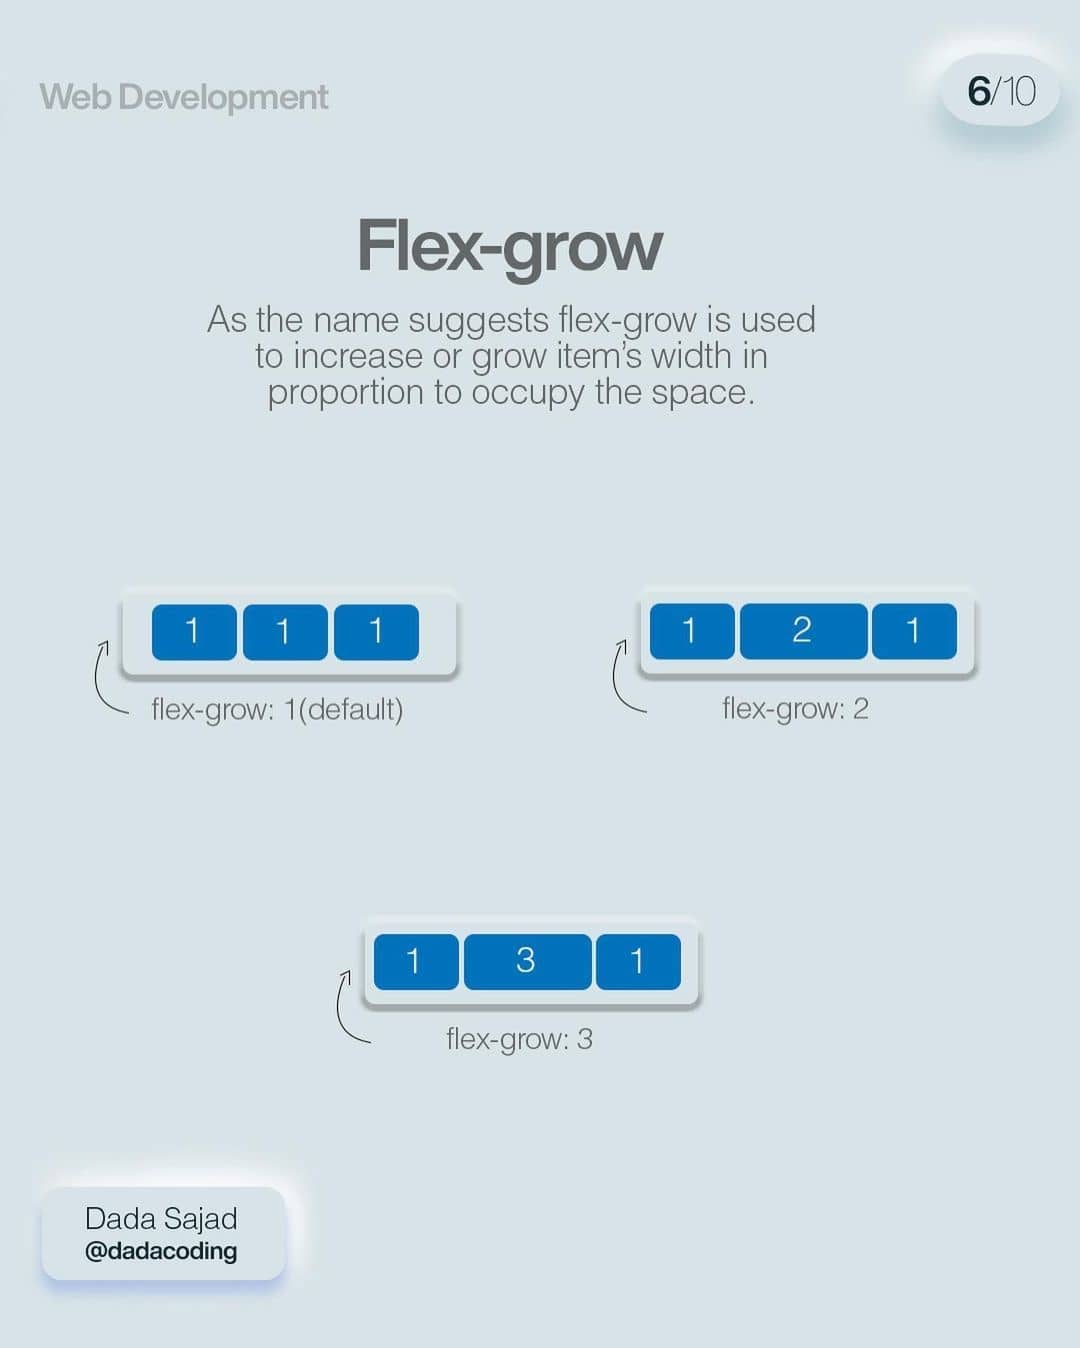 Web Development
6/10
Flex-grow
As the name suggests flex-grow is used
to increase or grow item's width in
proportion to occupy the space.
1 1 1
flex-grow: 1(default)
1 2 1
flex-grow: 2
1 3 1
flex-grow: 3
Dada Sajad
@dadacoding